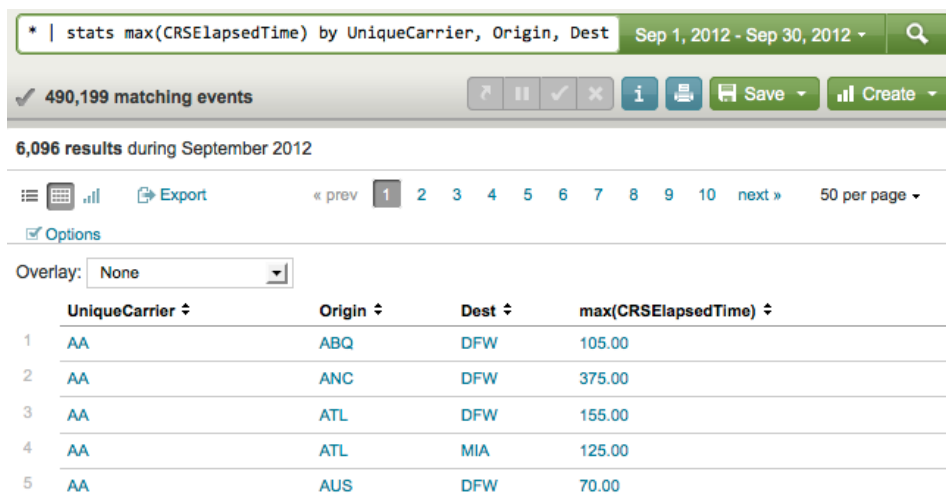 * | stats max(CRSElapsedTime) by UniqueCarrier, Origin, Dest Sep 1, 2012 - Sep 30, 2012
490,199 matching events i Save Create
6,096 results during September 2012
Export « prev 1 2 3 4 5 6 7 8 9 10 next » 50 per page
Options
Overlay: None
UniqueCarrier Origin Dest max(CRSElapsedTime)
1 AA ABQ DFW 105.00
2 AA ANC DFW 375.00
3 AA ATL DFW 155.00
4 AA ATL MIA 125.00
5 AA AUS DFW 70.00